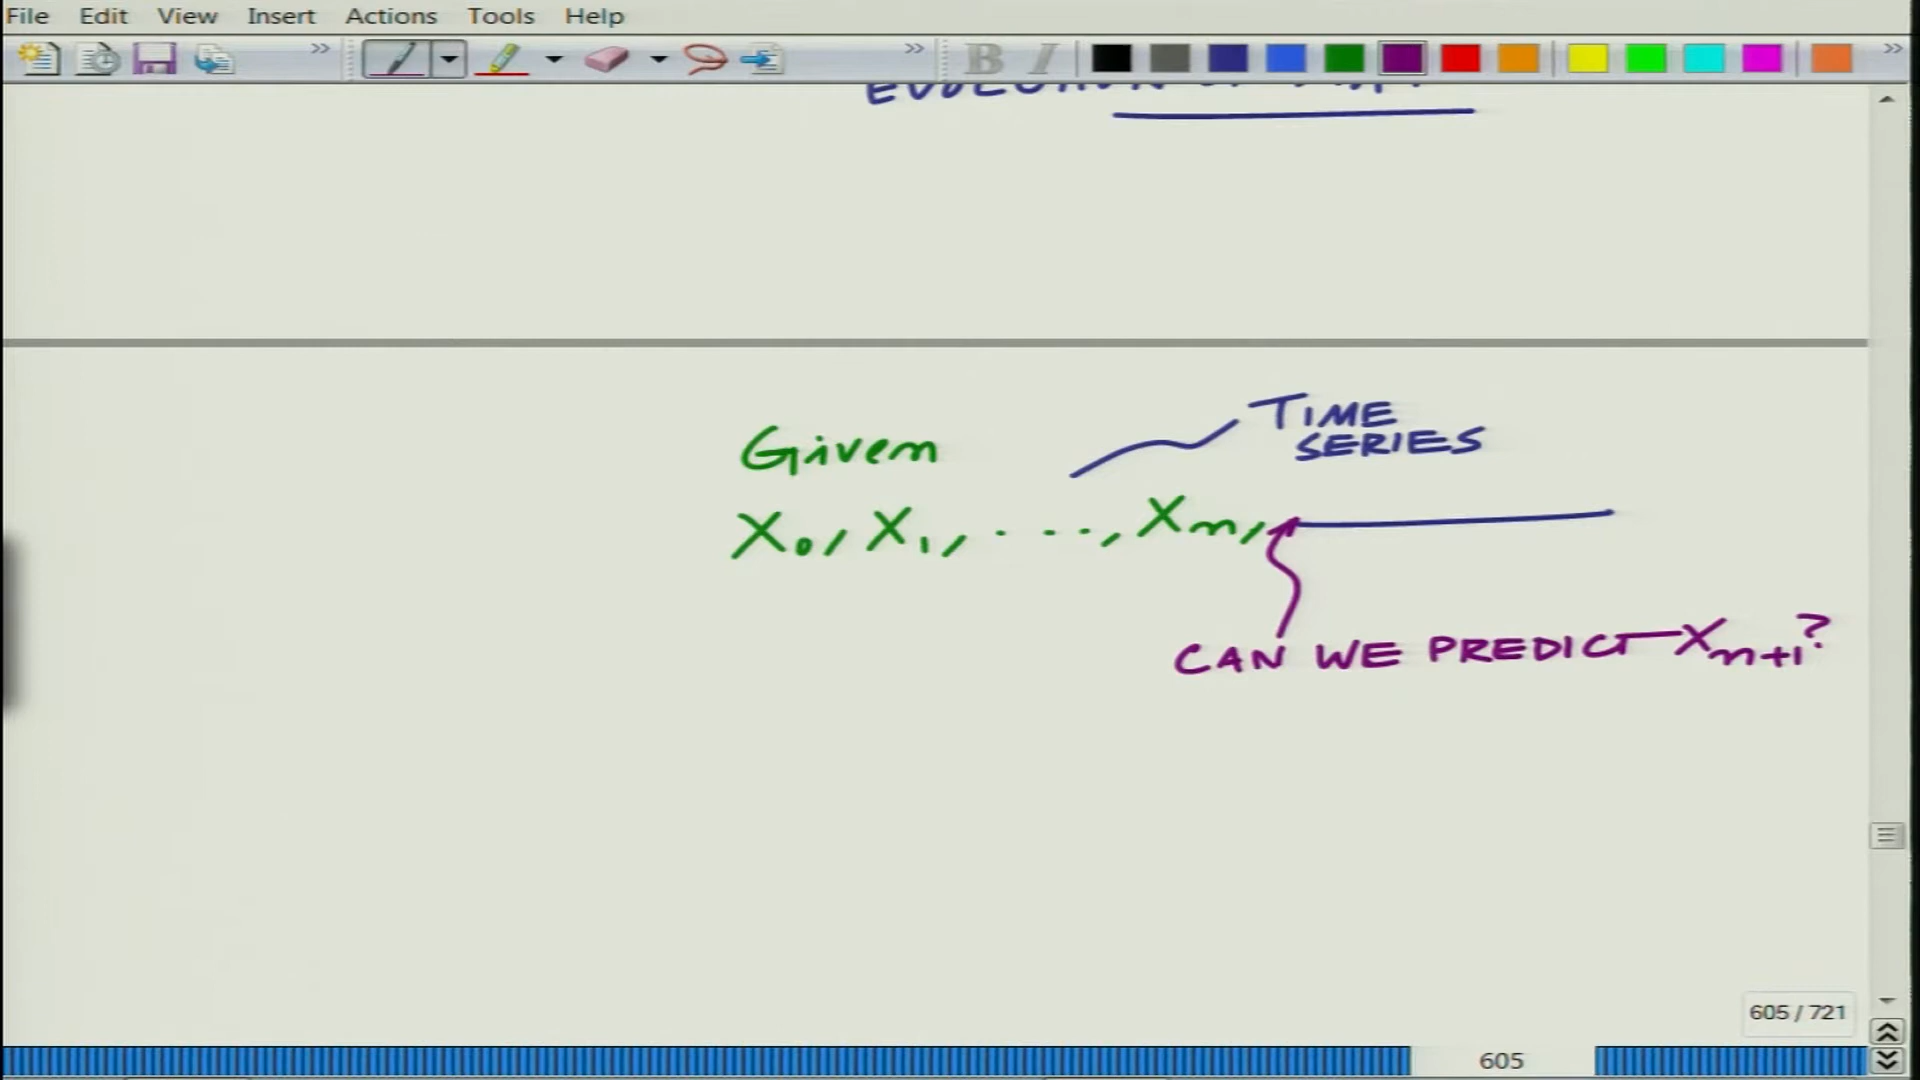 File Edit View Insert Actions Tools Help
B I
Given
TIME
SERIES
X₀, X₁, ...., Xₙ,
CAN WE PREDICT Xₙ₊₁?
605 / 721
605